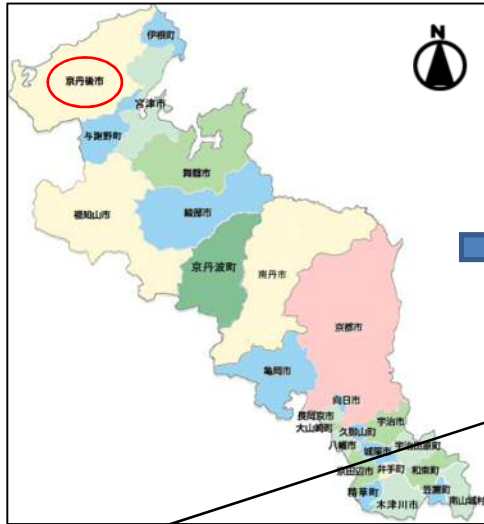 N
伊根町
京丹後市
宮津市
与謝野町
舞鶴市
福知山市
綾部市
京丹波町
南丹市
京都市
亀岡市
向日市
長岡京市
大山崎町
宇治市
久御山町
八幡市
城陽市
宇治田原町
京田辺市
井手町
和束町
精華町
笠置町
南山城村
木津川市